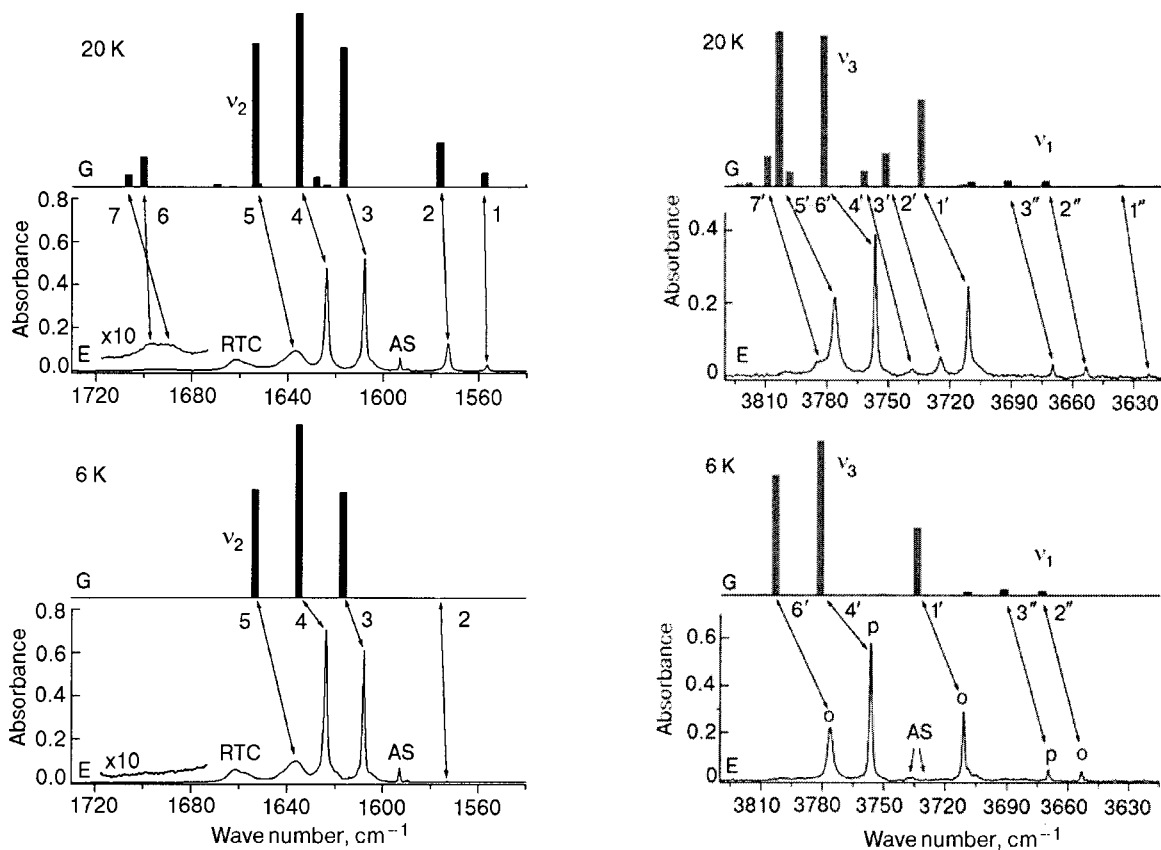 20 K
ν2
G
7 6 5 4 3 2 1
0.8
0.6
0.4
0.2
0.0
Absorbance
E x10 RTC AS
1720 1680 1640 1600 1560
20 K
ν3
ν1
G
7′ 5′ 6′ 4′ 3′ 2′ 1′ 3″ 2″ 1″
0.4
0.2
0
Absorbance
E
3810 3780 3750 3720 3690 3660 3630
6 K
ν2
G
5 4 3 2
0.8
0.6
0.4
0.2
0.0
Absorbance
E x10 RTC AS
1720 1680 1640 1600 1560
Wave number, cm−1
6 K
ν3
ν1
G
6′ 4′ 1′ 3″ 2″
0.6
0.4
0.2
0
Absorbance
E o p AS o p o
3810 3780 3750 3720 3690 3660 3630
Wave number, cm−1